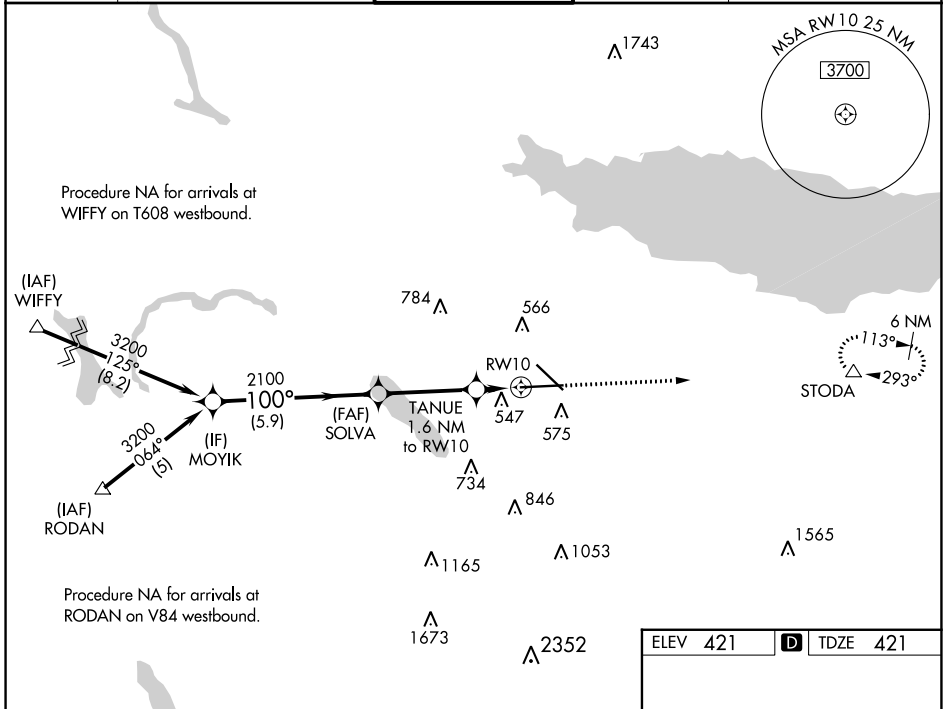 1743
MSA RW10 25 NM
3700
Procedure NA for arrivals at
WIFFY on T608 westbound.
(IAF)
WIFFY
3200
125°
(8.2)
784
566
6 NM
113°
293°
STODA
RW10
2100
100°
(5.9)
(FAF)
SOLVA
TANUE
1.6 NM
to RW10
547
575
(IF)
MOYIK
3200
064°
(5)
(IAF)
RODAN
734
846
1165
1053
1565
Procedure NA for arrivals at
RODAN on V84 westbound.
1673
2352
ELEV 421 D TDZE 421